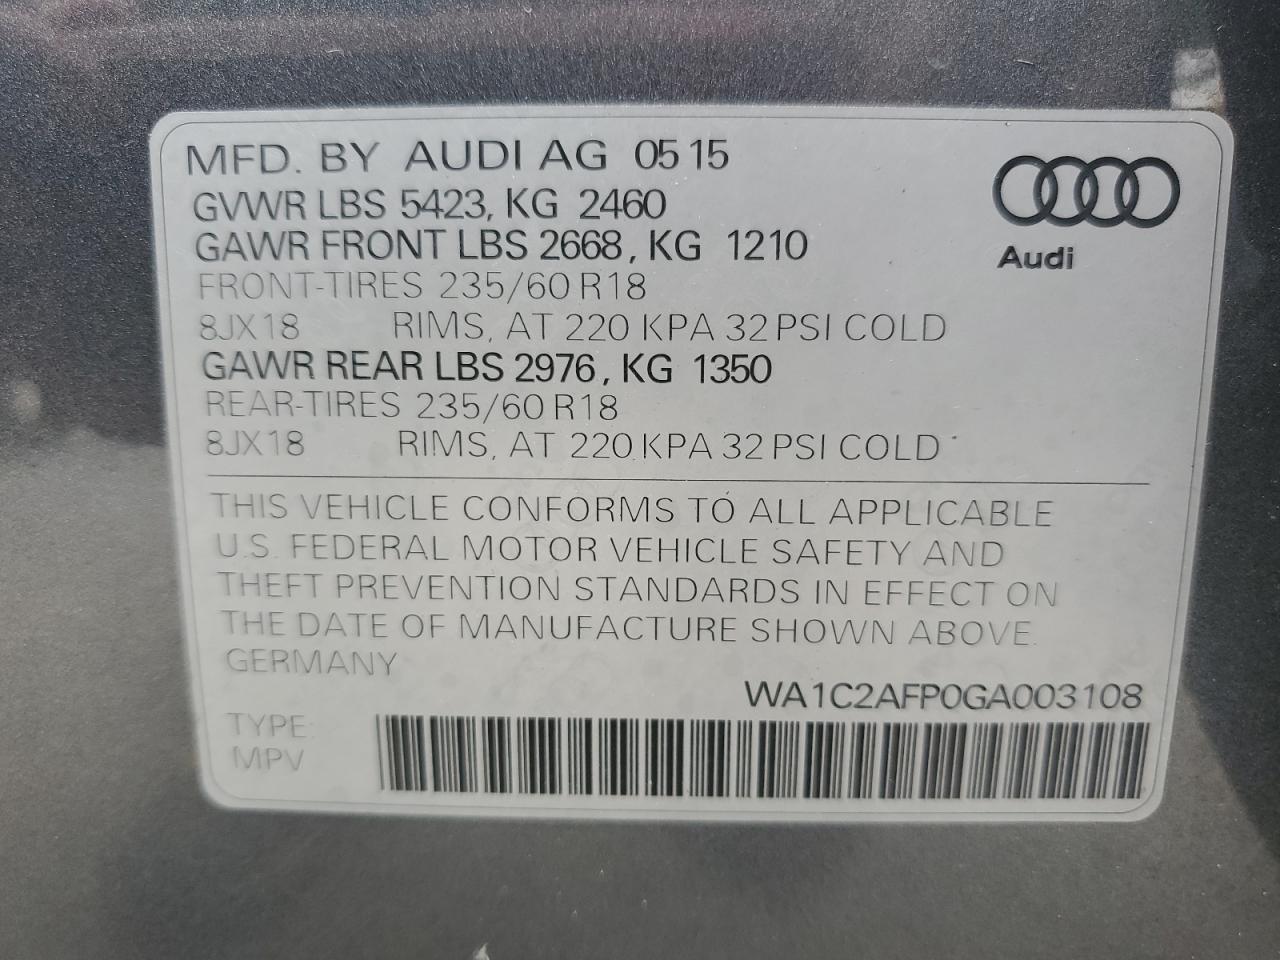 MFD. BY AUDI AG 05 15
GVWR LBS 5423, KG 2460
GAWR FRONT LBS 2668, KG 1210
FRONT-TIRES 235/60 R18
8JX18 RIMS, AT 220 KPA 32 PSI COLD
GAWR REAR LBS 2976, KG 1350
REAR-TIRES 235/60 R18
8JX18 RIMS, AT 220 KPA 32 PSI COLD
Audi
THIS VEHICLE CONFORMS TO ALL APPLICABLE
U.S. FEDERAL MOTOR VEHICLE SAFETY AND
THEFT PREVENTION STANDARDS IN EFFECT ON
THE DATE OF MANUFACTURE SHOWN ABOVE.
GERMANY
WA1C2AFP0GA003108
TYPE:
MPV